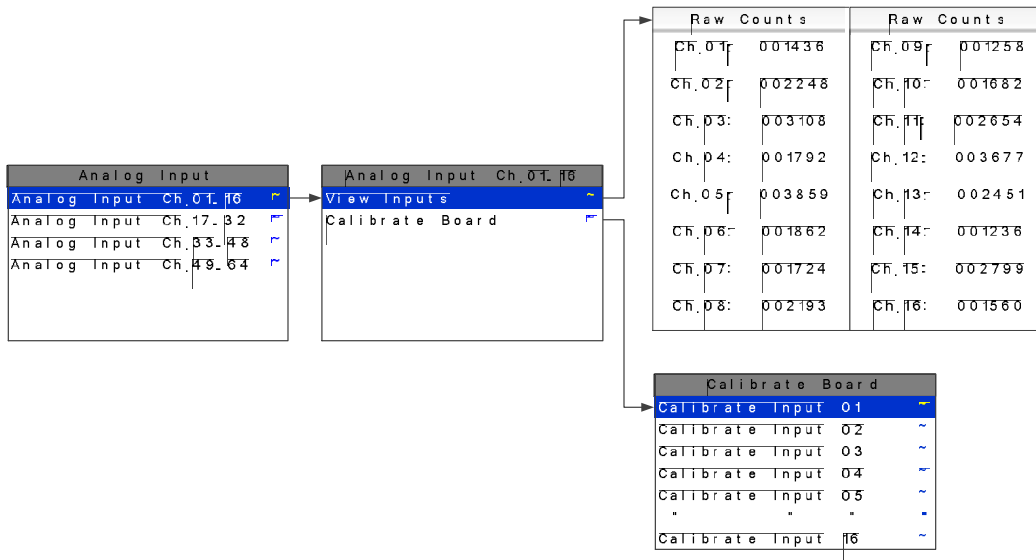 Analog Input
Analog Input Ch.01-16 ~
Analog Input Ch.17-32 ~
Analog Input Ch.33-48 ~
Analog Input Ch.49-64 ~
Analog Input Ch.01-16
View Inputs ~
Calibrate Board ~
Raw Counts
Ch.01: 001436
Ch.02: 002248
Ch.03: 003108
Ch.04: 001792
Ch.05: 003859
Ch.06: 001862
Ch.07: 001724
Ch.08: 002193
Raw Counts
Ch.09: 001258
Ch.10: 001682
Ch.11: 002654
Ch.12: 003677
Ch.13: 002451
Ch.14: 001236
Ch.15: 002799
Ch.16: 001560
Calibrate Board
Calibrate Input 01 ~
Calibrate Input 02 ~
Calibrate Input 03 ~
Calibrate Input 04 ~
Calibrate Input 05 ~
" " " "
Calibrate Input 16 ~